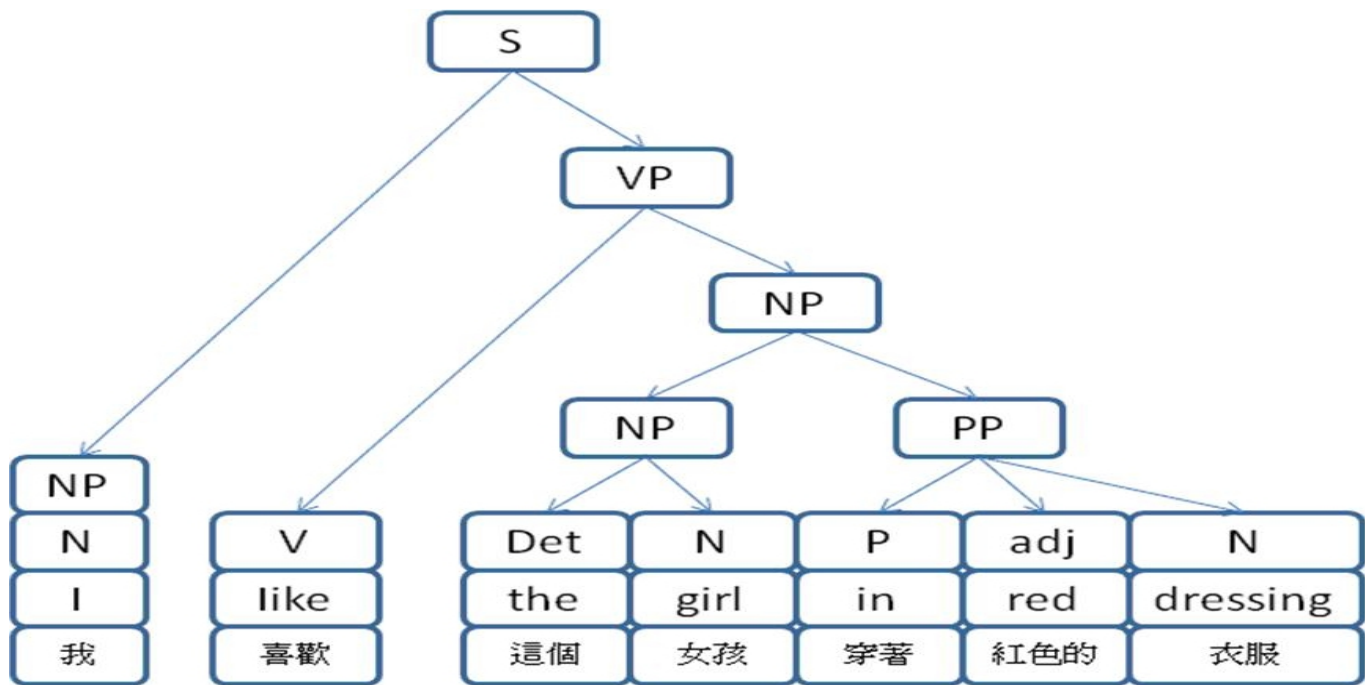 S
VP
NP
NP PP
NP
N V Det N P adj N
I like the girl in red dressing
我 喜歡 這個 女孩 穿著 紅色的 衣服